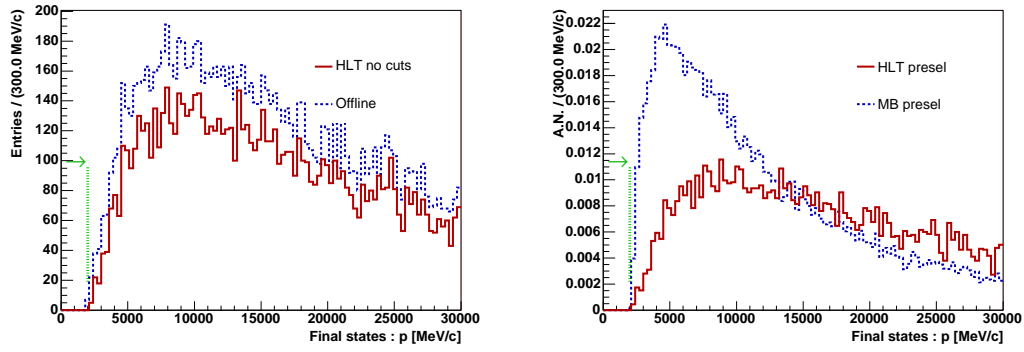 Entries / (300.0 MeV/c)
200
180
160
140
120
100
80
60
40
20
0
HLT no cuts
Offline
0 5000 10000 15000 20000 25000 30000
Final states : p [MeV/c]
A.N. / (300.0 MeV/c)
0.022
0.02
0.018
0.016
0.014
0.012
0.01
0.008
0.006
0.004
0.002
0
HLT presel
MB presel
0 5000 10000 15000 20000 25000 30000
Final states : p [MeV/c]